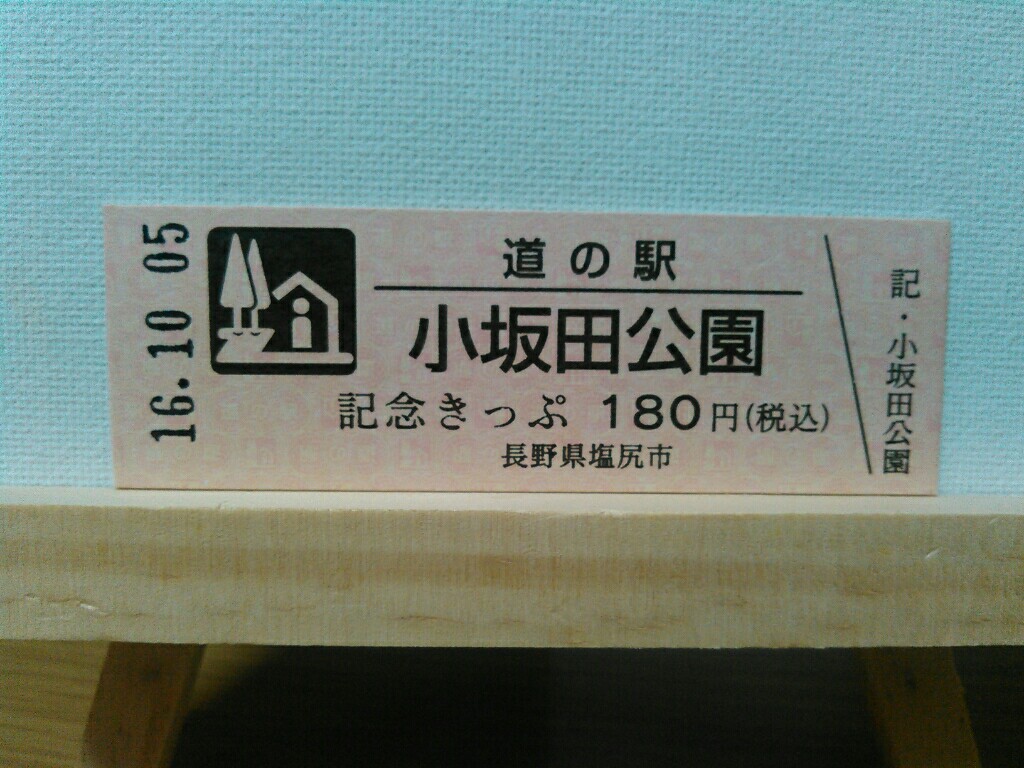 16.10 05
道の駅
小坂田公園
記念きっぷ 180円(税込)
長野県塩尻市
記・小坂田公園